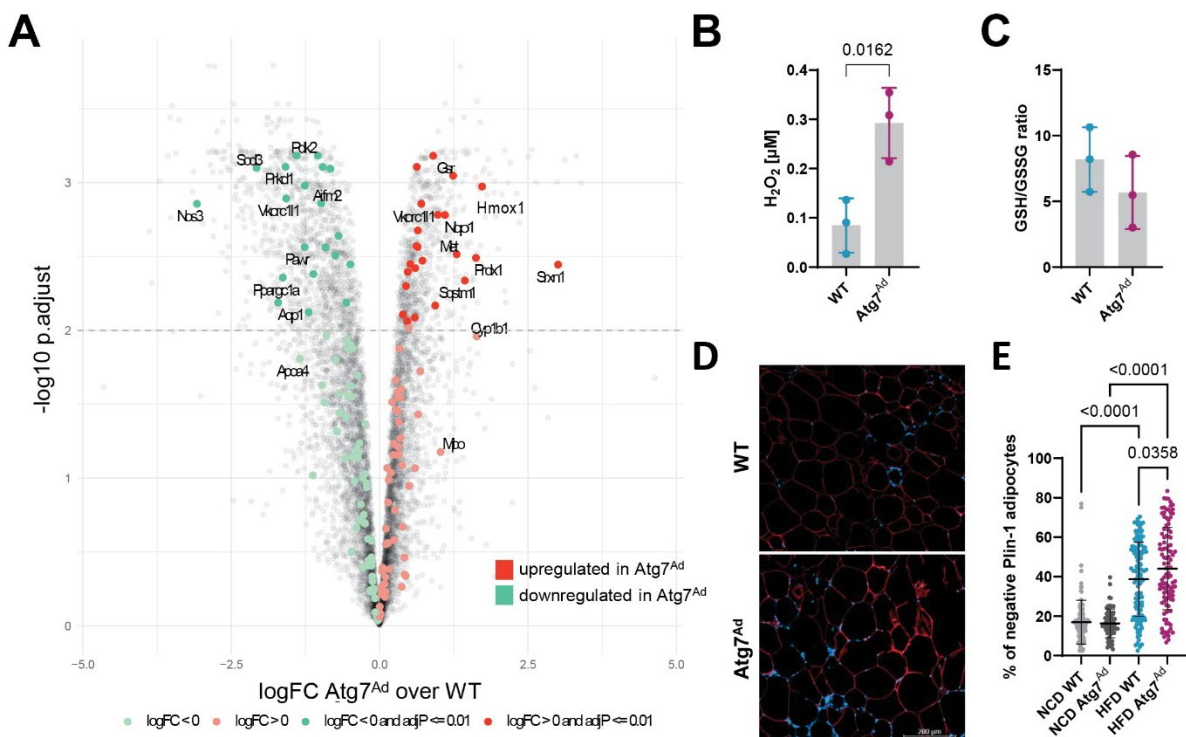 A
-log10 p.adjust
3
2
1
0
Sod3
Pdk2
Prkd1
Vkorc1l1
Aifm2
Nos3
Pawr
Ppargc1a
Aqp1
Apoa4
Gsr
Hmox1
Vkorc1l1
Nqo1
Met
Prdx1
Srxn1
Sqstm1
Cyp1b1
Mpo
upregulated in Atg7Ad
downregulated in Atg7Ad
-5.0
-2.5
0.0
2.5
5.0
logFC Atg7Ad over WT
logFC < 0
logFC > 0
logFC < 0 and adjP <= 0.01
logFC > 0 and adjP <= 0.01
B
0.0162
H2O2 [µM]
0.4
0.3
0.2
0.1
0.0
WT
Atg7Ad
C
GSH/GSSG ratio
15
10
5
0
WT
Atg7Ad
D
WT
Atg7Ad
200 µm
E
<0.0001
<0.0001
0.0358
% of negative Plin-1 adipocytes
100
80
60
40
20
0
NCD WT
NCD Atg7Ad
HFD WT
HFD Atg7Ad